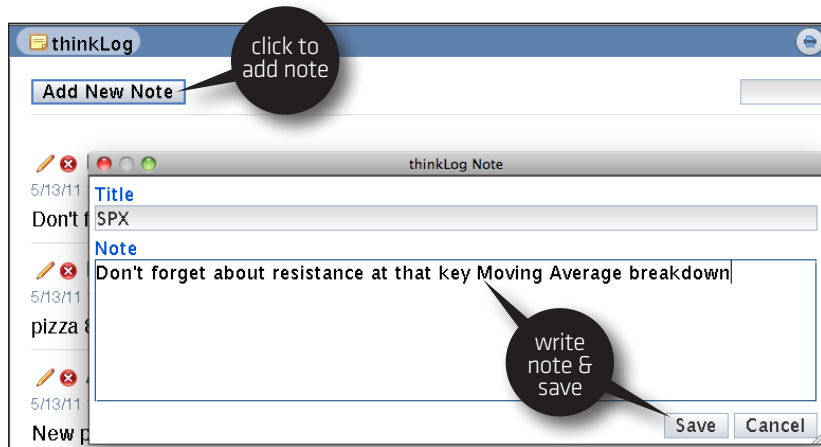 thinkLog
click to
add note
Add New Note
thinkLog Note
5/13/11
Title
Don't f
SPX
Note
Don't forget about resistance at that key Moving Average breakdown
5/13/11
pizza
write
note &
save
5/13/11
New p
Save Cancel